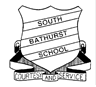 SOUTH
BATHURST
SCHOOL
COURTESY AND SERVICE